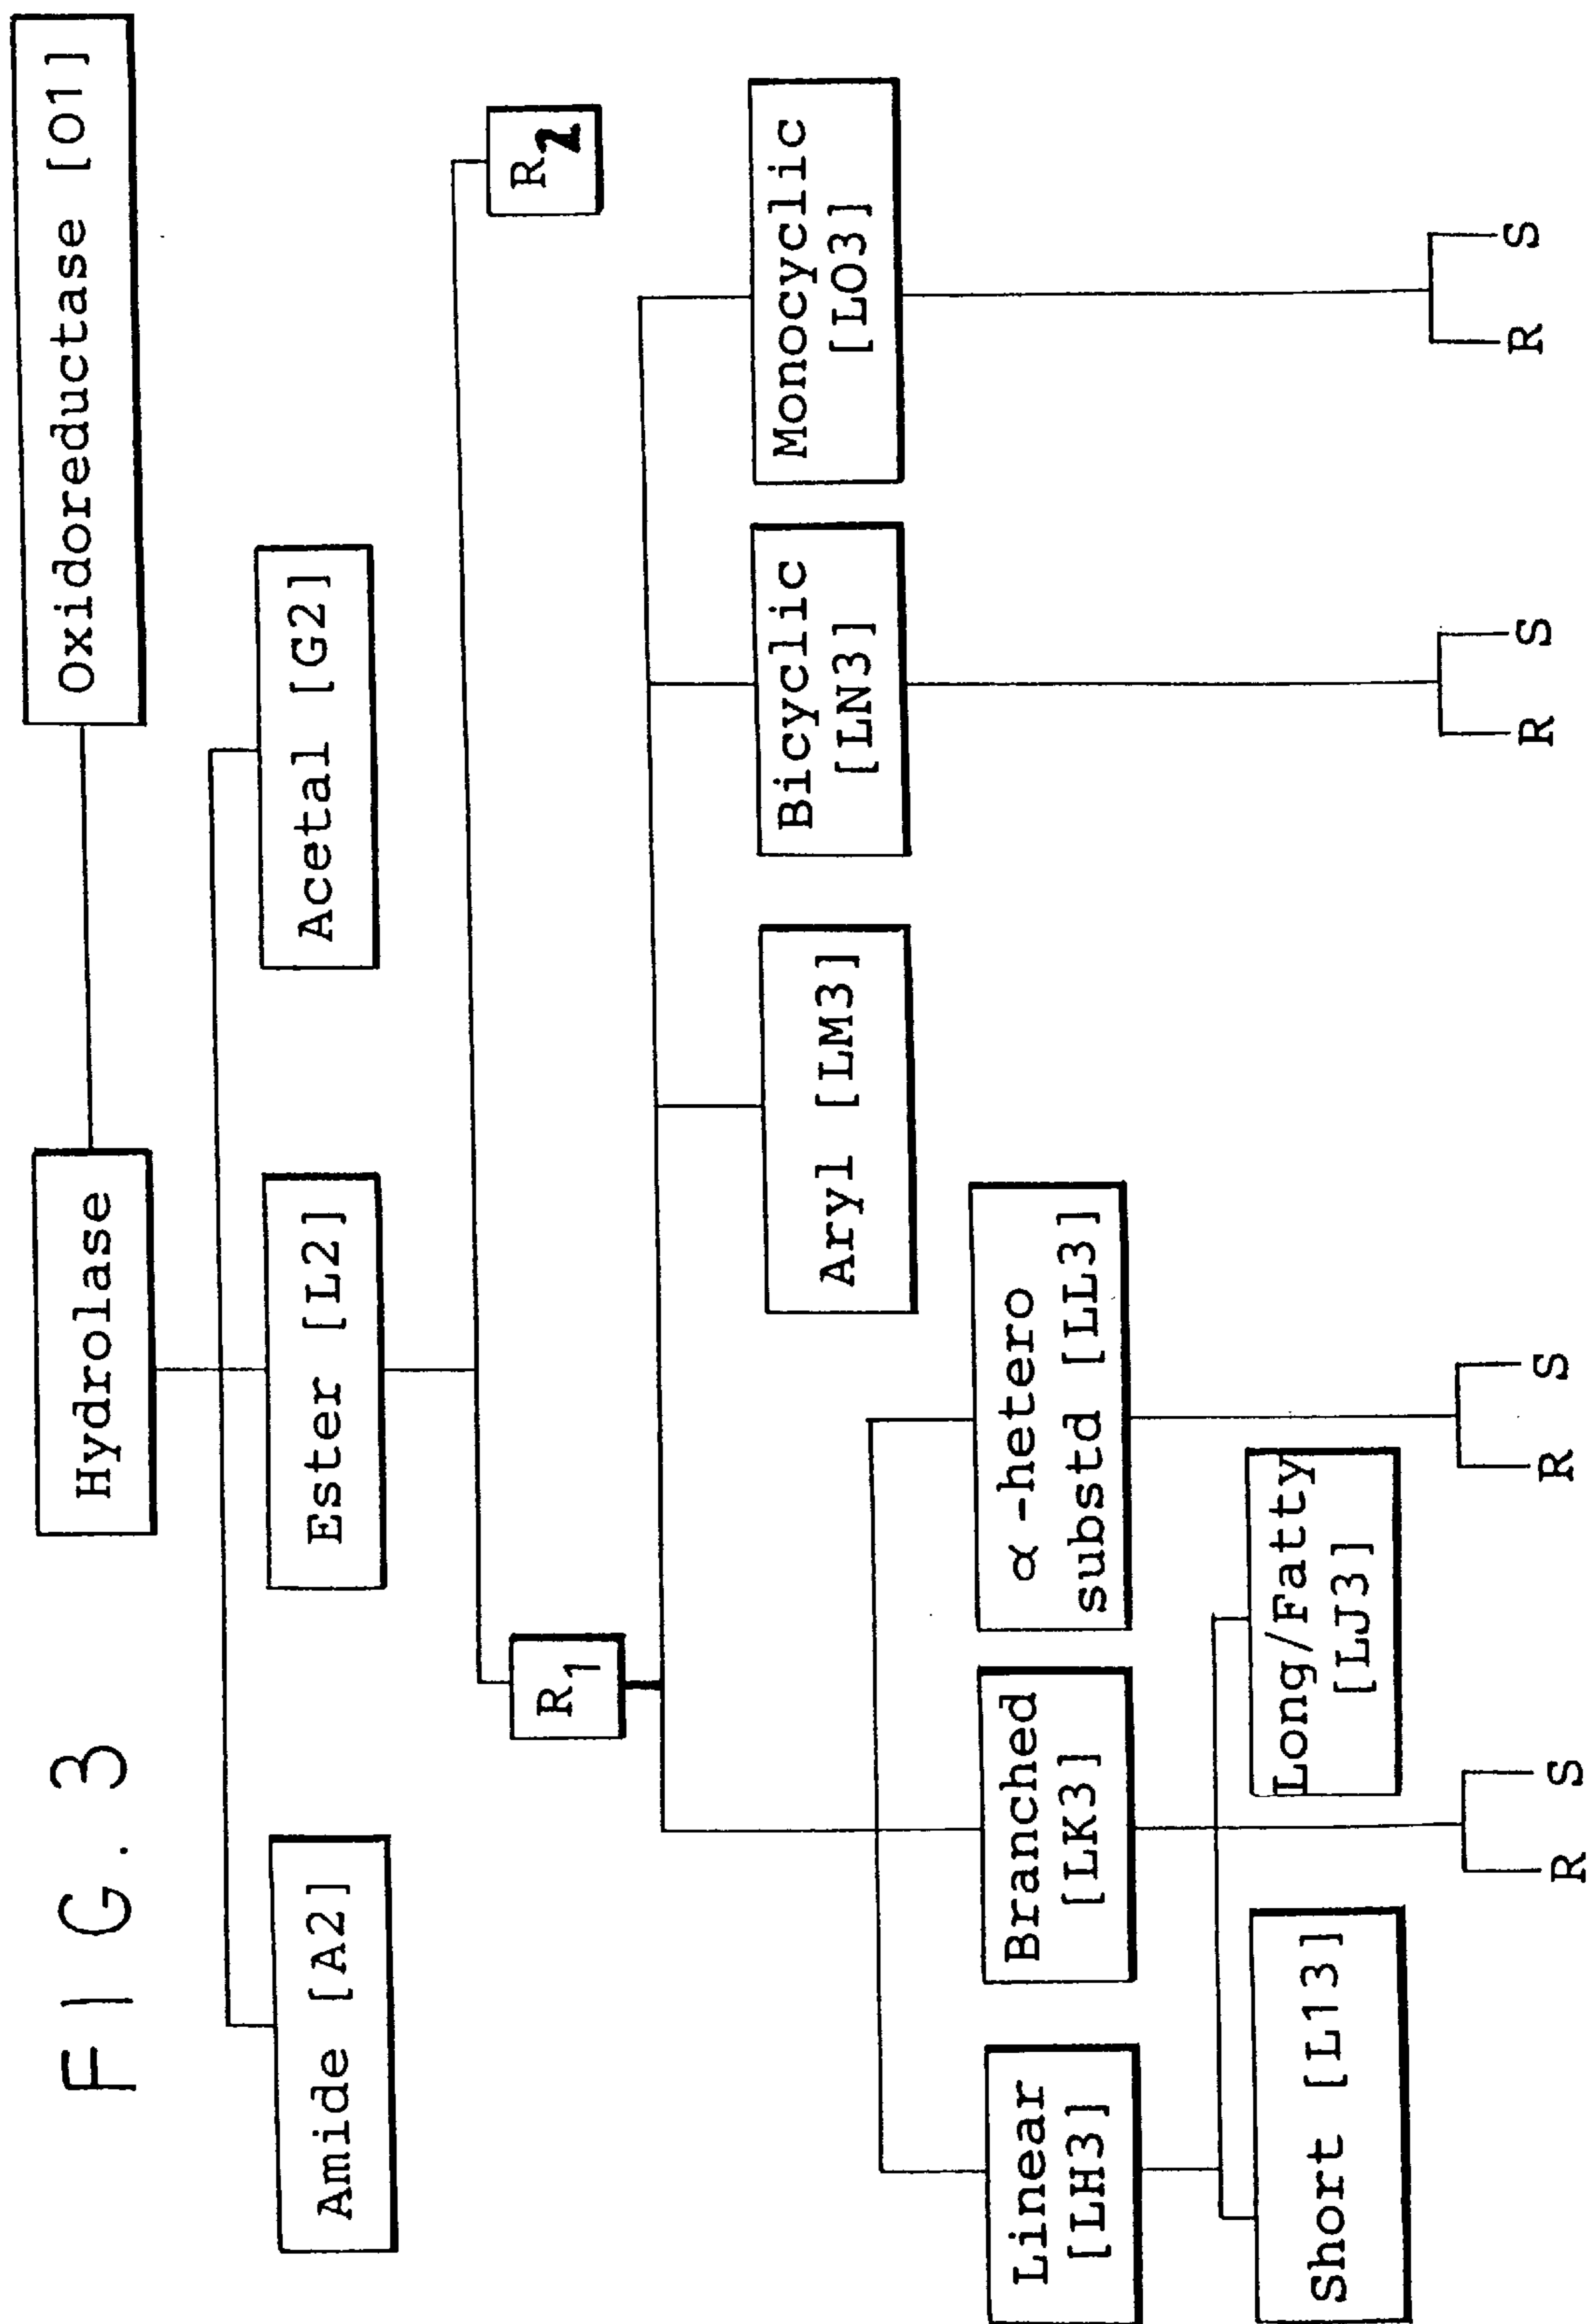 FIG. 3
Hydrolase
Oxidoreductase [O1]
Amide [A2]
Ester [L2]
Acetal [G2]
R1
R2
Aryl [LM3]
Bicyclic
[LN3]
Monocyclic
[LO3]
Linear
[LH3]
Branched
[LK3]
α-hetero
substd [LL3]
Short [L13]
Long/Fatty
[LJ3]
R
S
R
S
R
S
R
S